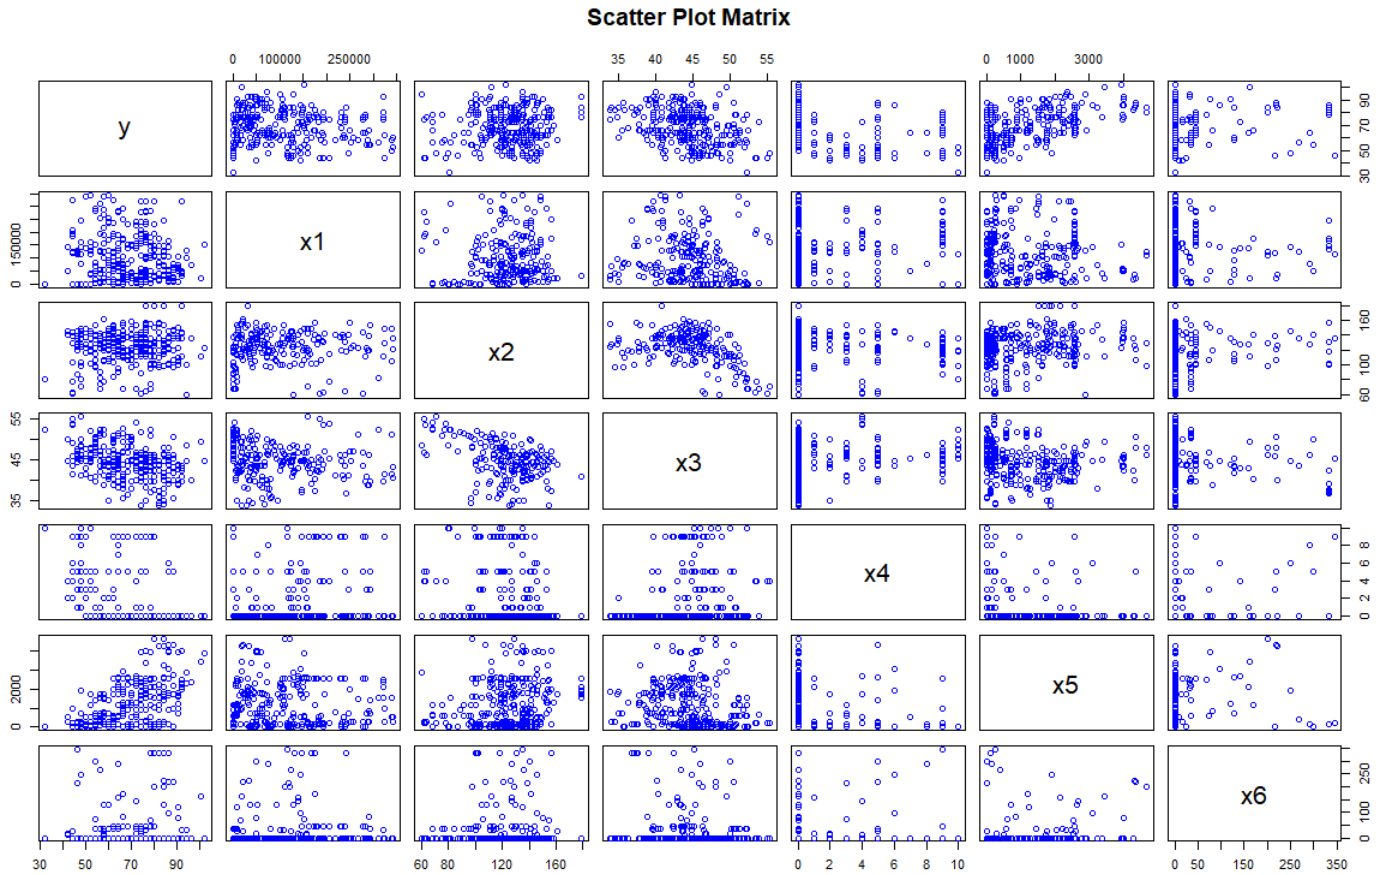 Scatter Plot Matrix
0 100000 250000 35 40 45 50 55 0 1000 3000
y 30 50 70 90
0 150000 x1
x2 60 100 160
35 45 55 x3
x4 0 2 4 6 8
0 2000 x5
x6 0 100 250
30 50 70 90 60 80 120 160 0 2 4 6 8 10 0 50 150 250 350